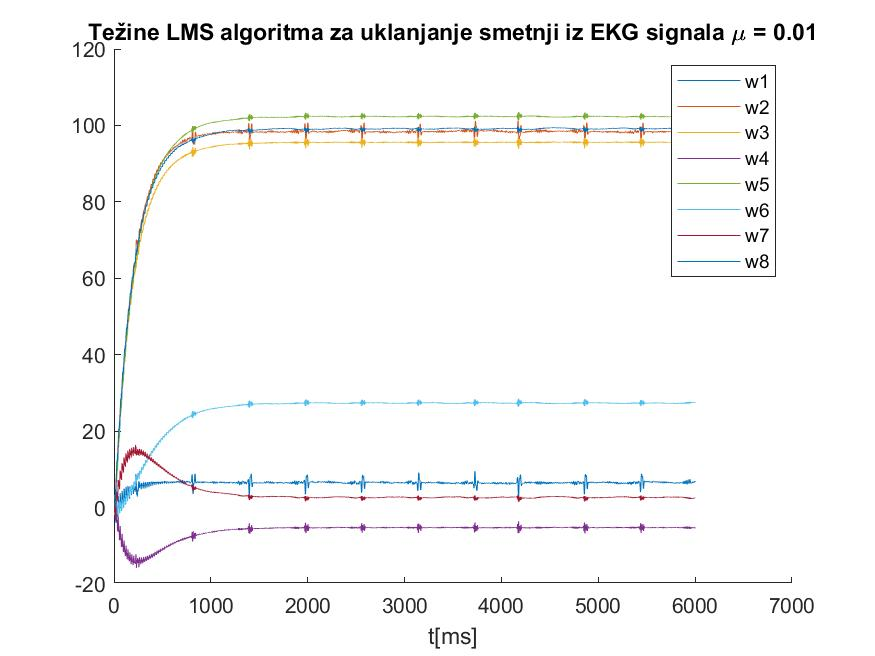 Težine LMS algoritma za uklanjanje smetnji iz EKG signala μ = 0.01
120
100
80
60
40
20
0
-20
0 1000 2000 3000 4000 5000 6000 7000
t[ms]
w1
w2
w3
w4
w5
w6
w7
w8